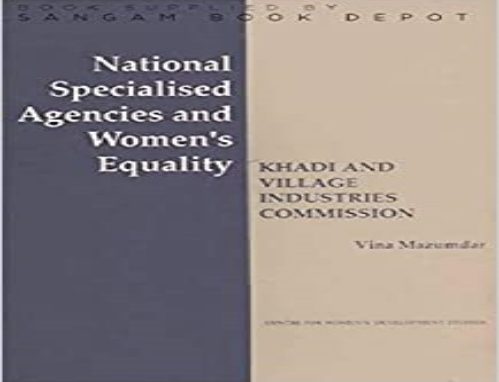 BOOK SUPPLIED BY
SANGAM BOOK DEPOT
National
Specialised
Agencies and
Women's
Equality
KHADI AND
VILLAGE
INDUSTRIES
COMMISSION
Vina Mazumdar
CENTRE FOR WOMEN'S DEVELOPMENT STUDIES